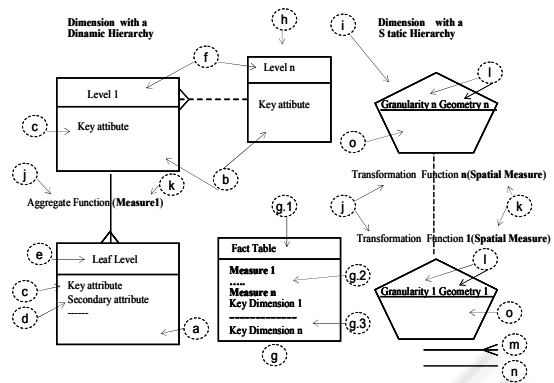 Dimension with a
Dinamic Hierarchy
h
i
Dimension with a
S tatic Hierarchy
f
l
Level n
Level 1
Granularity n Geometry n
Key attibute
c
Key attibute
o
j
k
b
Transformation Function n(Spatial Measure)
Aggregate Function (Measure1)
g.1
j
k
Transformation Function 1(Spatial Measure)
e
Leaf Level
Fact Table
l
c
Key attribute
Measure 1
g.2
Granularity 1 Geometry 1
d
Secondary attribute
.....
Measure n
------
Key Dimension 1
o
a
----------------
g.3
Key Dimension n
m
g
n